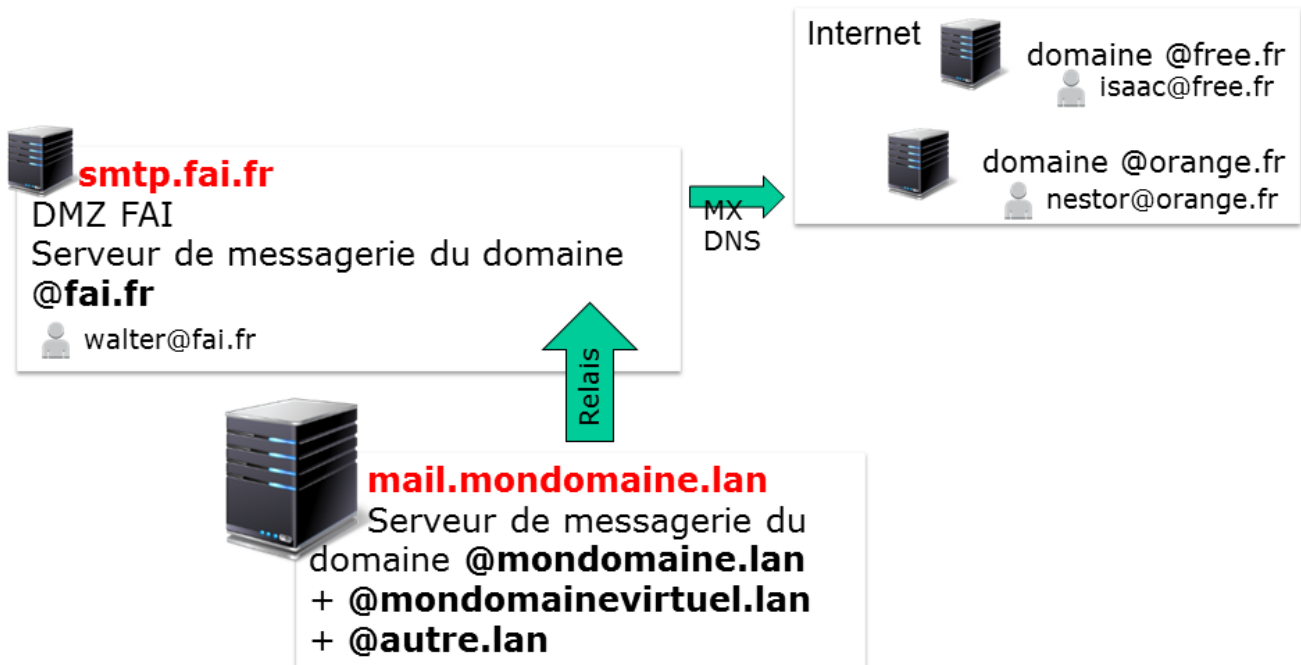 Internet
domaine @free.fr
isaac@free.fr
domaine @orange.fr
nestor@orange.fr
smtp.fai.fr
DMZ FAI
Serveur de messagerie du domaine
@fai.fr
walter@fai.fr
MX
DNS
Relais
mail.mondomaine.lan
Serveur de messagerie du
domaine @mondomaine.lan
+ @mondomainevirtuel.lan
+ @autre.lan